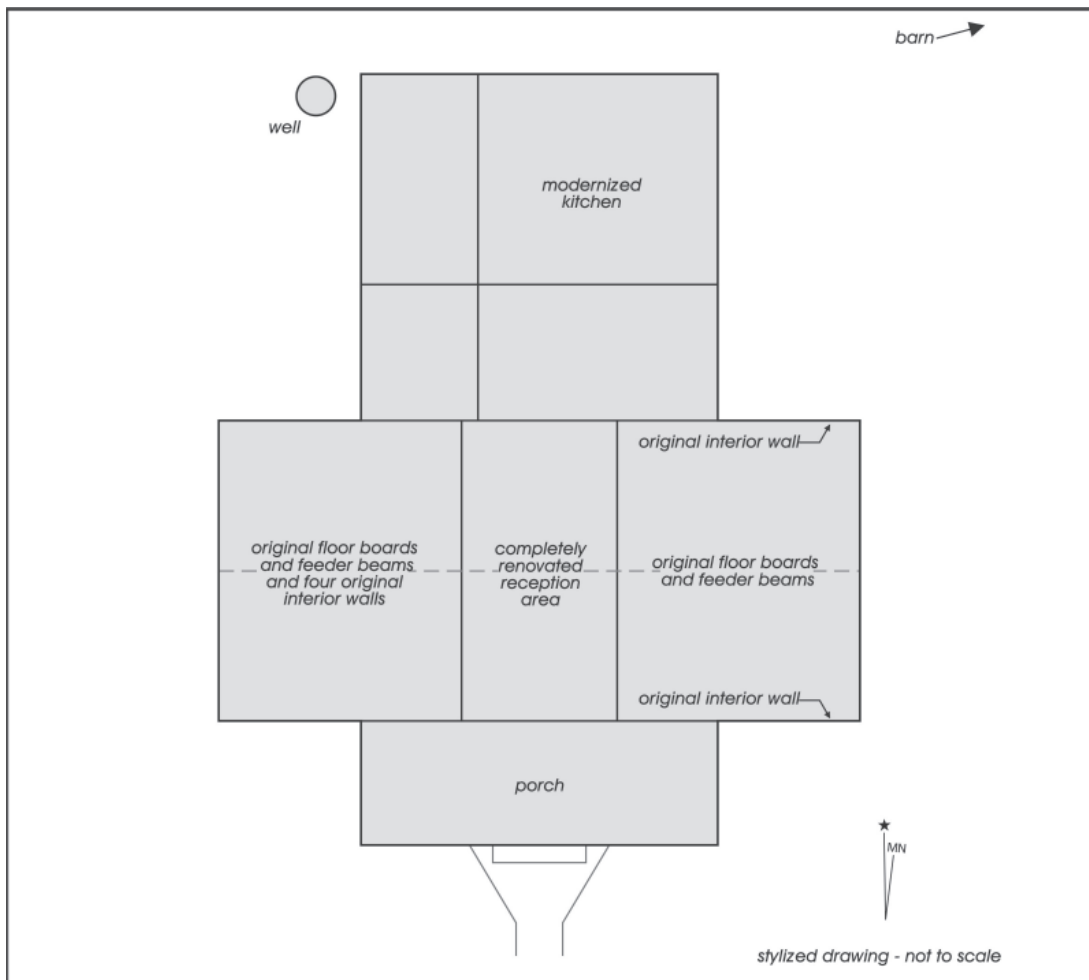 barn
well
modernized
kitchen
original interior wall
original floor boards
and feeder beams
and four original
interior walls
completely
renovated
reception
area
original floor boards
and feeder beams
original interior wall
porch
MN
stylized drawing - not to scale